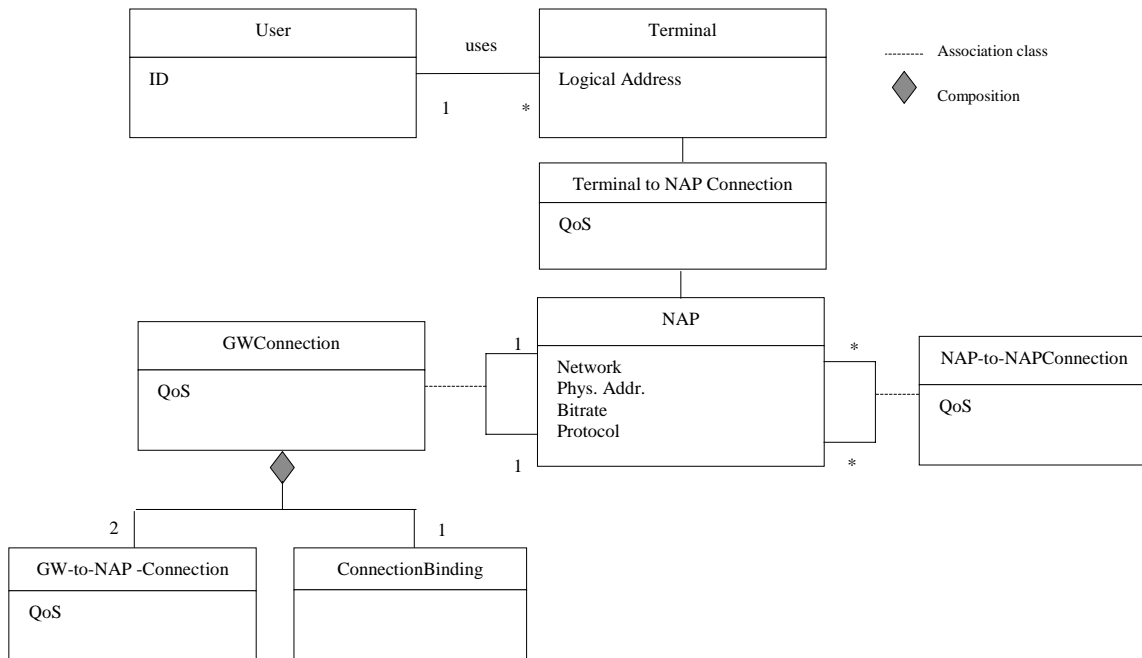 User
ID
uses
1
*
Terminal
Logical Address
Association class
Composition
Terminal to NAP Connection
QoS
GWConnection
QoS
1
1
NAP
Network
Phys. Addr.
Bitrate
Protocol
*
*
NAP-to-NAPConnection
QoS
2
1
GW-to-NAP -Connection
QoS
ConnectionBinding